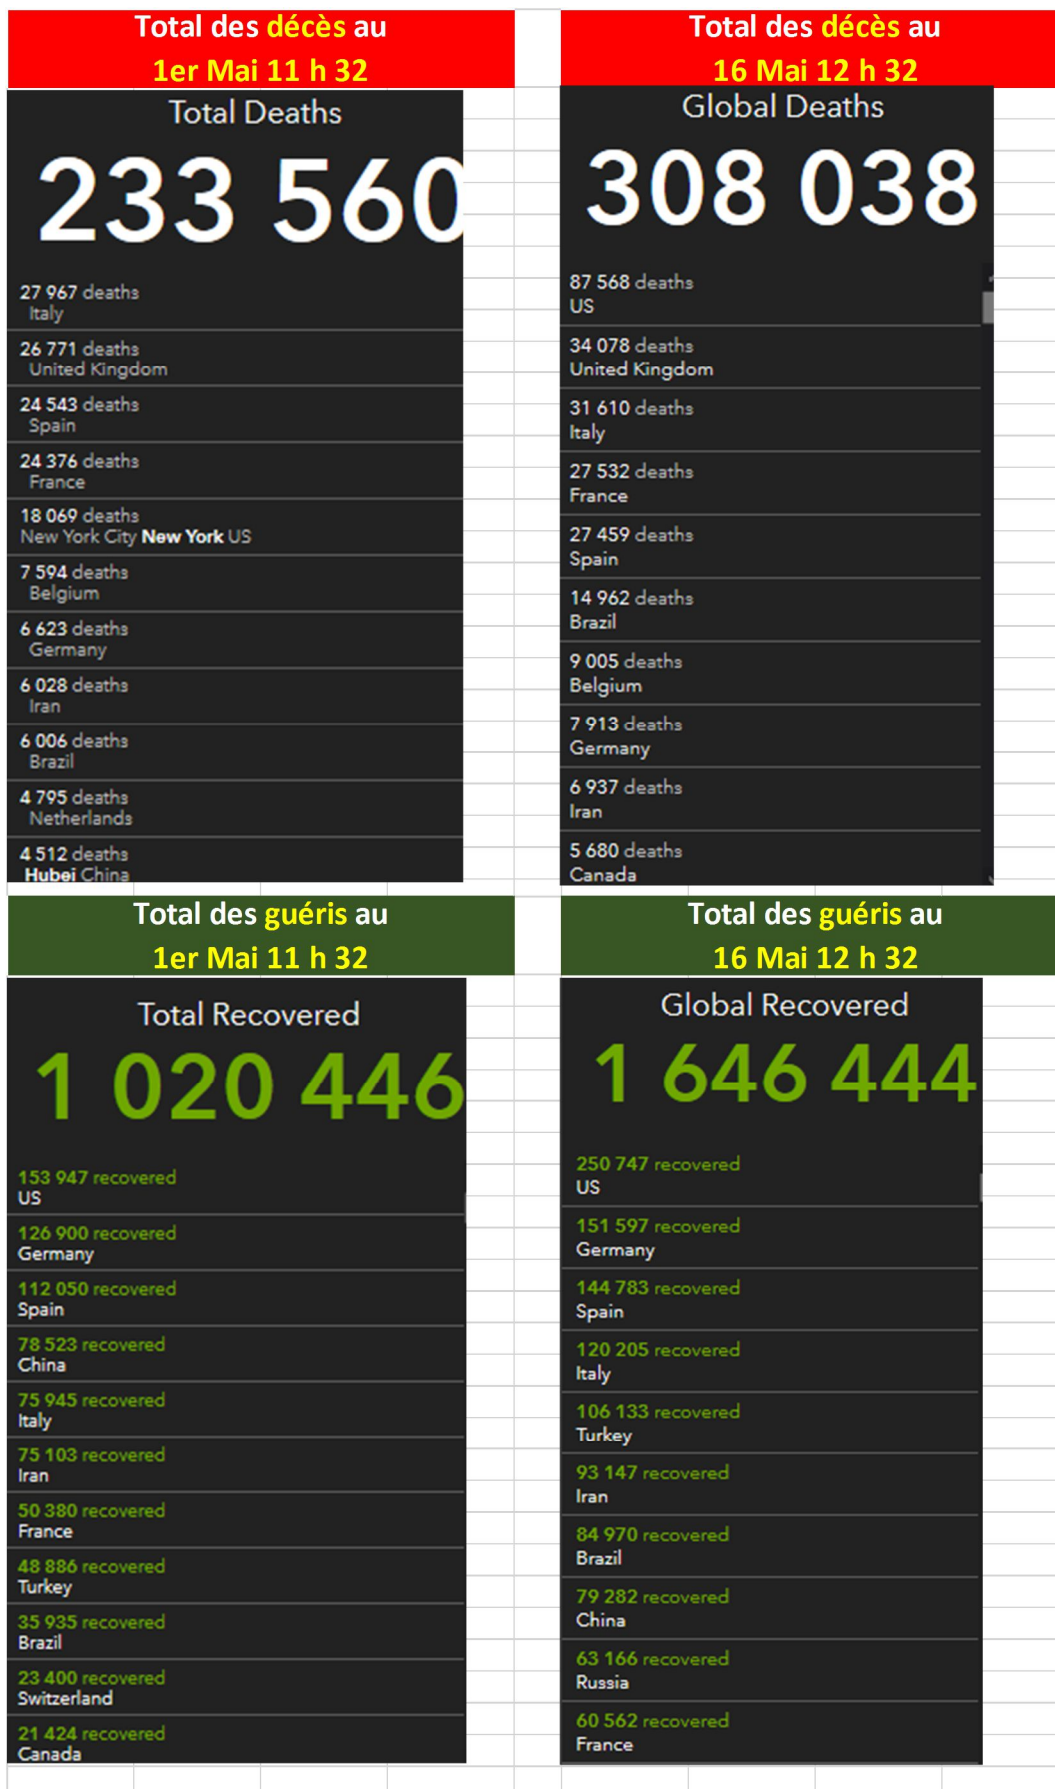 Total des décès au
1er Mai 11 h 32
Total Deaths
233 560
27 967 deaths
Italy
26 771 deaths
United Kingdom
24 543 deaths
Spain
24 376 deaths
France
18 069 deaths
New York City New York US
7 594 deaths
Belgium
6 623 deaths
Germany
6 028 deaths
Iran
6 006 deaths
Brazil
4 795 deaths
Netherlands
4 512 deaths
Hubei China
Total des décès au
16 Mai 12 h 32
Global Deaths
308 038
87 568 deaths
US
34 078 deaths
United Kingdom
31 610 deaths
Italy
27 532 deaths
France
27 459 deaths
Spain
14 962 deaths
Brazil
9 005 deaths
Belgium
7 913 deaths
Germany
6 937 deaths
Iran
5 680 deaths
Canada
Total des guéris au
1er Mai 11 h 32
Total Recovered
1 020 446
153 947 recovered
US
126 900 recovered
Germany
112 050 recovered
Spain
78 523 recovered
China
75 945 recovered
Italy
75 103 recovered
Iran
50 380 recovered
France
48 886 recovered
Turkey
35 935 recovered
Brazil
23 400 recovered
Switzerland
21 424 recovered
Canada
Total des guéris au
16 Mai 12 h 32
Global Recovered
1 646 444
250 747 recovered
US
151 597 recovered
Germany
144 783 recovered
Spain
120 205 recovered
Italy
106 133 recovered
Turkey
93 147 recovered
Iran
84 970 recovered
Brazil
79 282 recovered
China
63 166 recovered
Russia
60 562 recovered
France